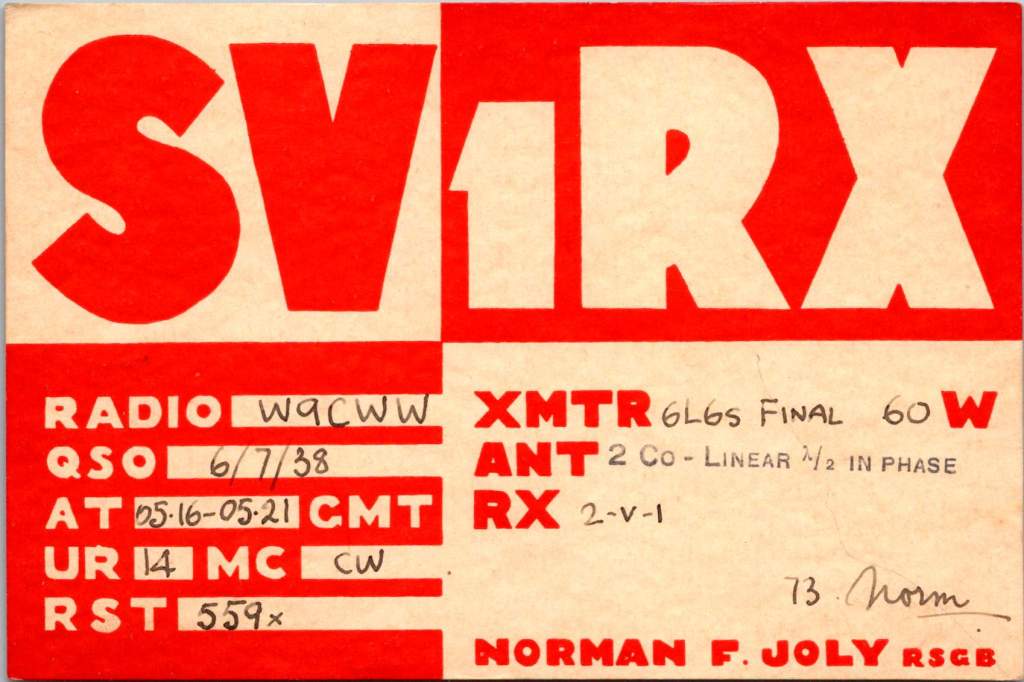 SV1RX
RADIO W9CWW
QSO 6/7/38
AT 05.16-05.21 GMT
UR 14 MC CW
RST 559x
XMTR 6L6s FINAL 60 W
ANT 2 CO-LINEAR λ/2 IN PHASE
RX 2-V-1
73. Norm
NORMAN F. JOLY RSGB